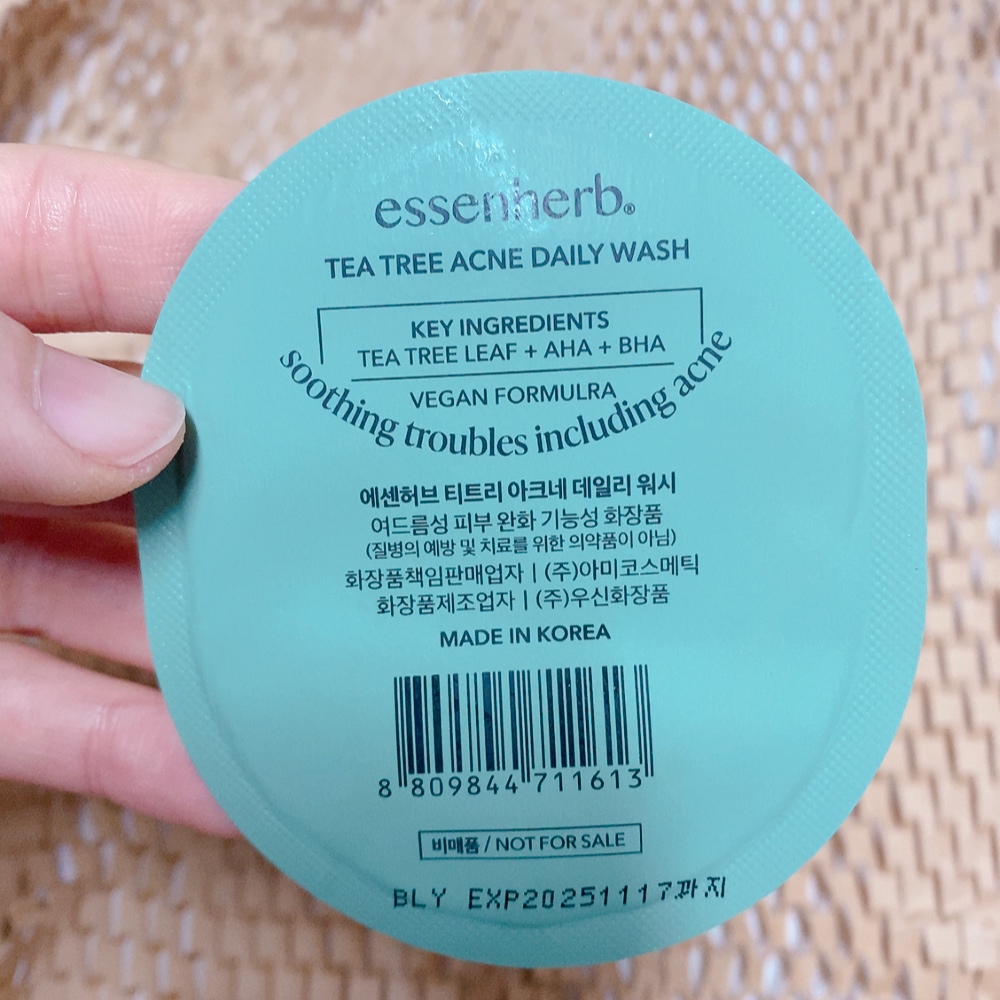 essenherb®
TEA TREE ACNE DAILY WASH
KEY INGREDIENTS
TEA TREE LEAF + AHA + BHA
VEGAN FORMULRA
soothing troubles including acne
에센허브 티트리 아크네 데일리 워시
여드름성 피부 완화 기능성 화장품
(질병의 예방 및 치료를 위한 의약품이 아님)
화장품책임판매업자 | (주)아미코스메틱
화장품제조업자 | (주)우신화장품
MADE IN KOREA
8 809844 711613
비매품 / NOT FOR SALE
BLY EXP20251117까지